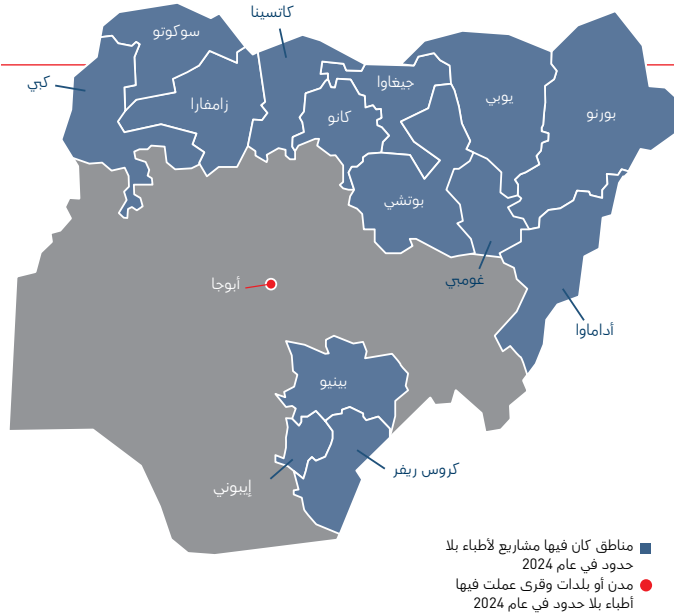 كاتسينا
سوكوتو
كبي
زامفارا
جيغاوا
كانو
يوبي
بورنو
بوتشي
غومبي
أبوجا
أداماوا
بينيو
كروس ريفر
إيبوني
مناطق كان فيها مشاريع لأطباء بلا
حدود في عام 2024
مدن أو بلدات وقرى عملت فيها
أطباء بلا حدود في عام 2024